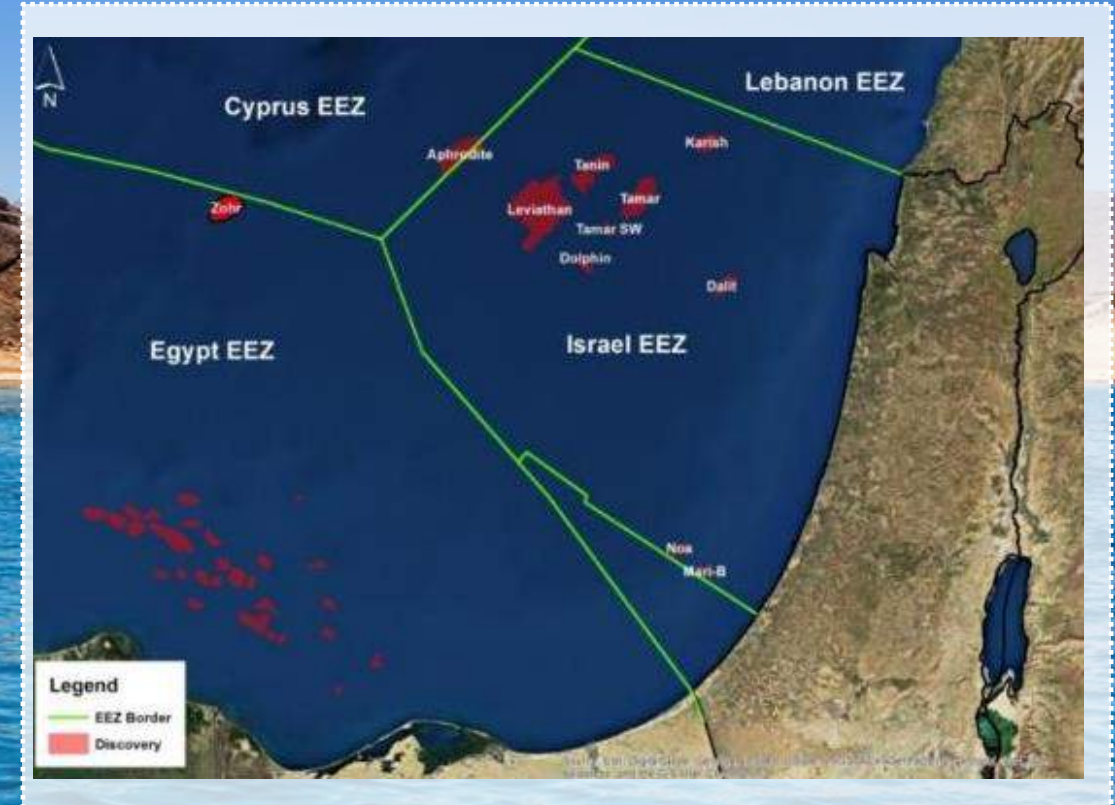 N
Cyprus EEZ
Lebanon EEZ
Aphrodite
Karish
Tanin
Zohr
Leviathan
Tamar
Tamar SW
Dolphin
Dalit
Egypt EEZ
Israel EEZ
Noa
Mari-B
Legend
EEZ Border
Discovery